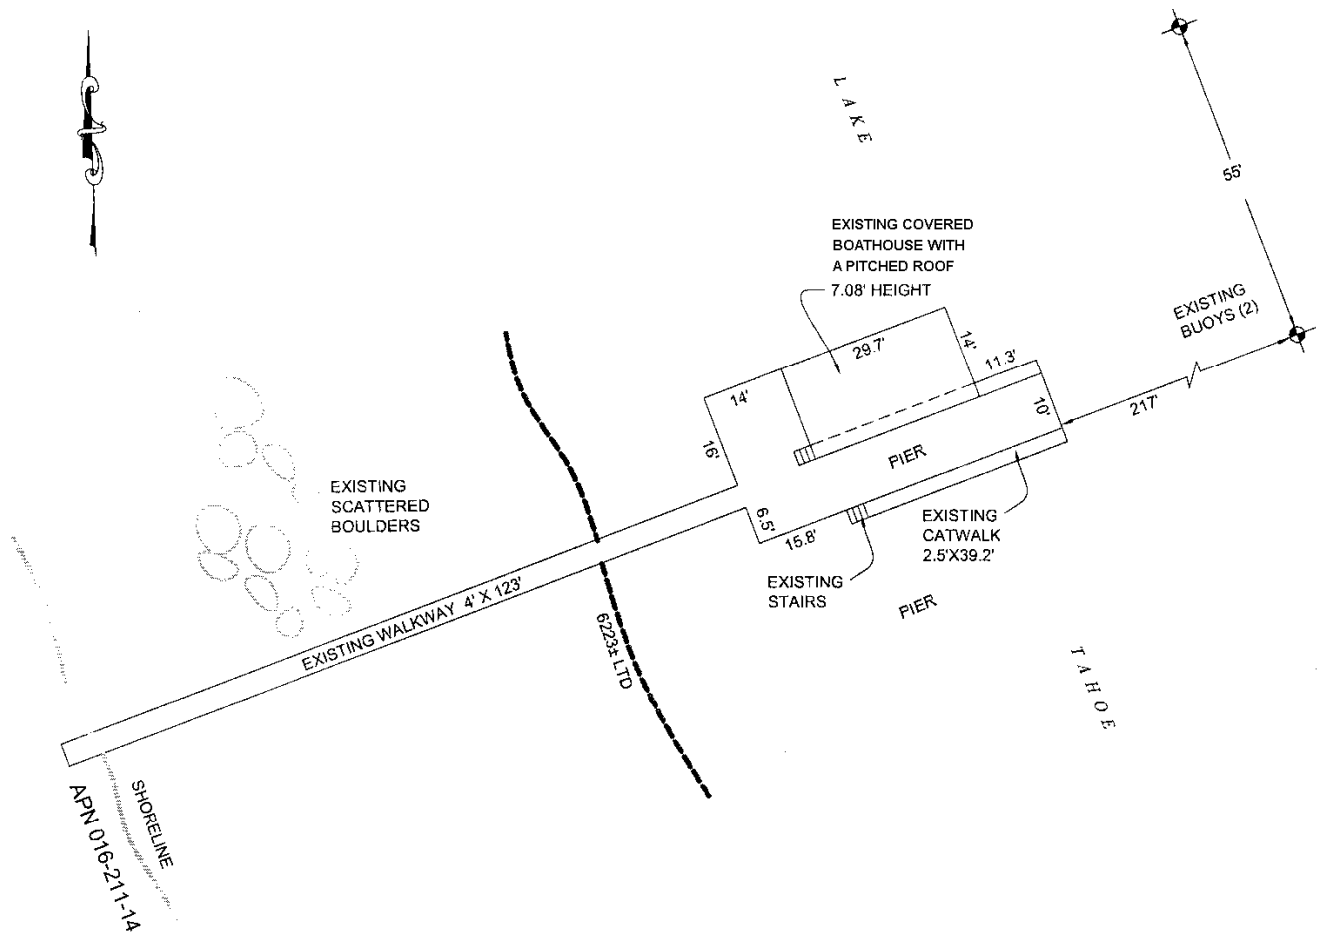 LAKE
55'
EXISTING COVERED
BOATHOUSE WITH
A PITCHED ROOF
7.08' HEIGHT
EXISTING
BUOYS (2)
29.7'
14'
11.3'
14'
10'
217'
16'
PIER
EXISTING
SCATTERED
BOULDERS
6.5'
15.8'
EXISTING
CATWALK
2.5'X39.2'
EXISTING
STAIRS
PIER
EXISTING WALKWAY 4' X 123'
6223± LTD
TAHOE
SHORELINE
APN 016-211-14